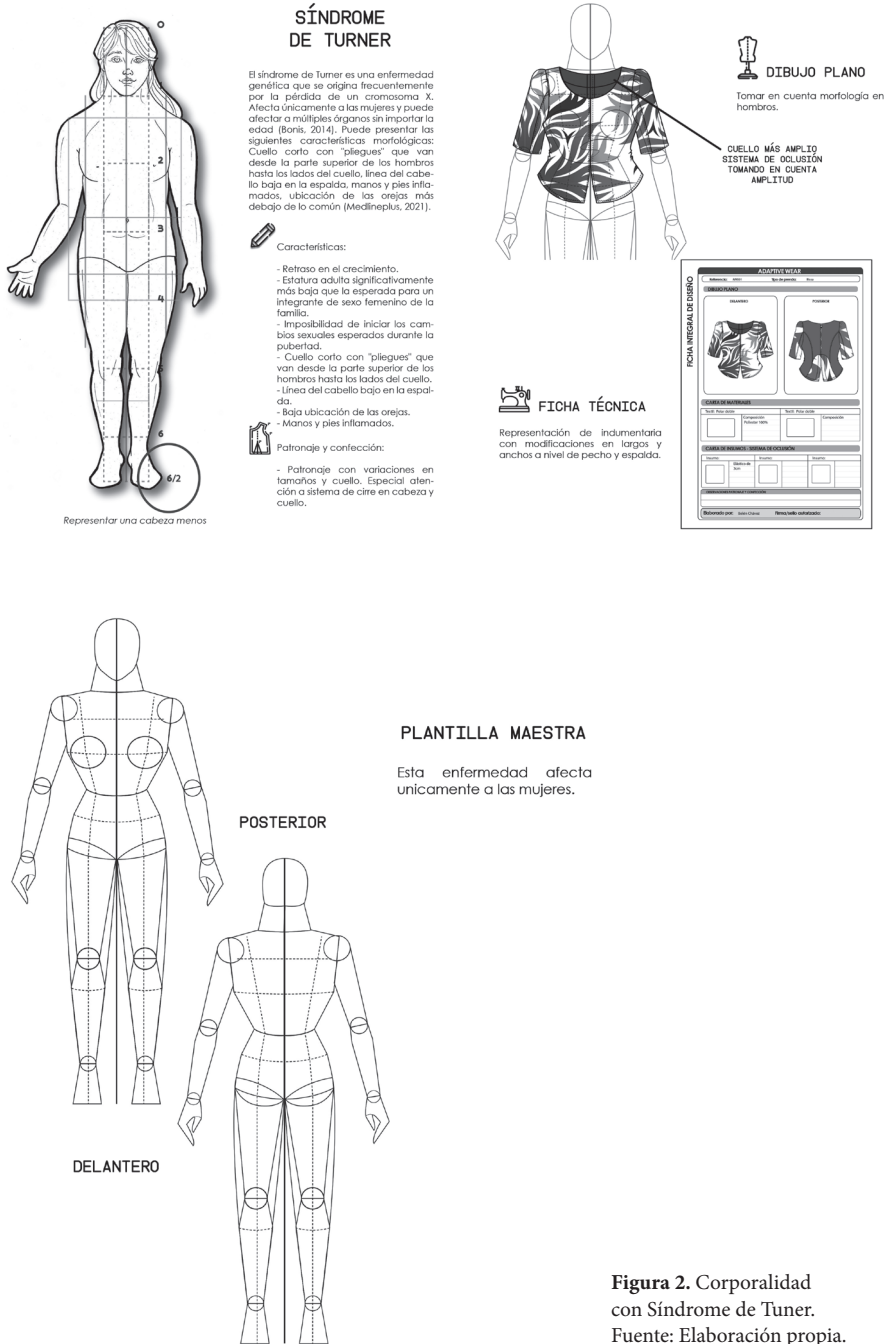 SÍNDROME
DE TURNER
El síndrome de Turner es una enfermedad
genética que se origina frecuentemente
por la pérdida de un cromosoma X.
Afecta únicamente a las mujeres y puede
afectar a múltiples órganos sin importar la
edad (Bonis, 2014). Puede presentar las
siguientes características morfológicas:
Cuello corto con "pliegues" que van
desde la parte superior de los hombros
hasta los lados del cuello, línea del cabe-
llo baja en la espalda, manos y pies infla-
mados, ubicación de las orejas más
debajo de lo común (Medlineplus, 2021).
Características:
- Retraso en el crecimiento.
- Estatura adulta significativamente
más baja que la esperada para un
integrante de sexo femenino de la
familia.
- Imposibilidad de iniciar los cam-
bios sexuales esperados durante la
pubertad.
- Cuello corto con "pliegues" que
van desde la parte superior de los
hombros hasta los lados del cuello.
- Línea del cabello bajo en la espal-
da.
- Baja ubicación de las orejas.
- Manos y pies inflamados.
Patronaje y confección:
- Patronaje con variaciones en
tamaños y cuello. Especial aten-
ción a sistema de cirre en cabeza y
cuello.
0
2
3
4
6
6/2
Representar una cabeza menos
DIBUJO PLANO
Tomar en cuenta morfología en
hombros.
CUELLO MÁS AMPLIO
SISTEMA DE OCLUSIÓN
TOMANDO EN CUENTA
AMPLITUD
FICHA TÉCNICA
Representación de indumentaria
con modificaciones en largos y
anchos a nivel de pecho y espalda.
FICHA INTEGRAL DE DISEÑO
ADAPTIVE WEAR
Tipo de prenda:
DIBUJO PLANO
DELANTERO
POSTERIOR
CARTA DE MATERIALES
Composición
Composición
Poliester 100%
CARTA DE INSUMOS - SISTEMA DE OCLUSIÓN
Elaborado por:
Firma/sello autorizado:
PLANTILLA MAESTRA
Esta enfermedad afecta
unicamente a las mujeres.
POSTERIOR
DELANTERO
Figura 2. Corporalidad
con Síndrome de Tuner.
Fuente: Elaboración propia.